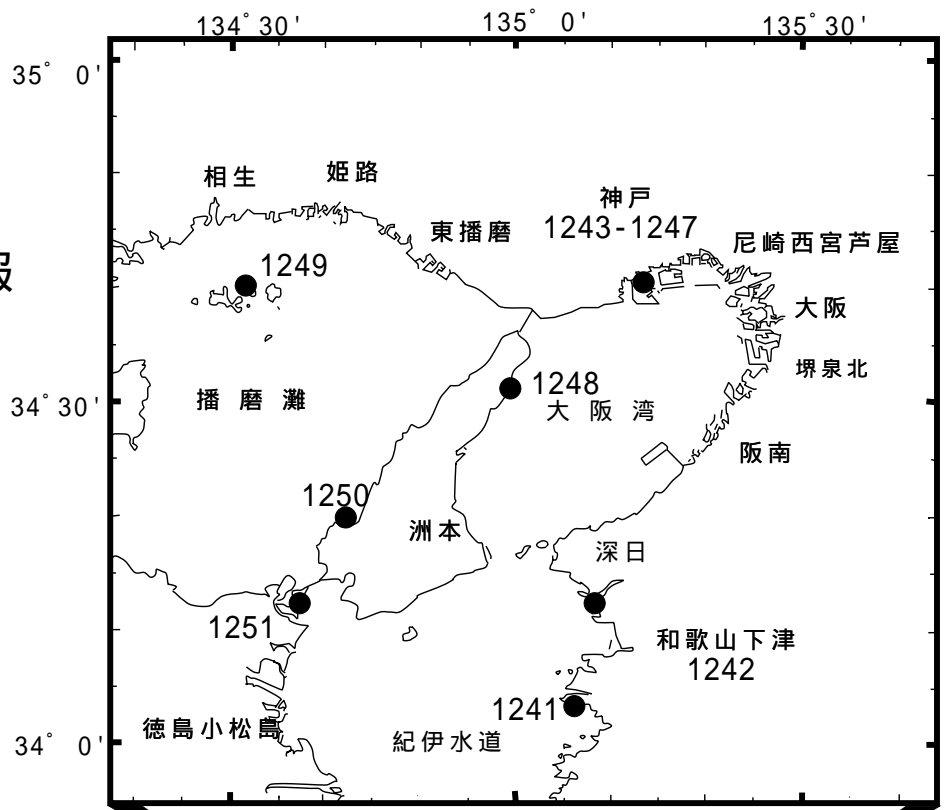 134°30' 135°0' 135°30'
35°0'
相生
姫路
神戸
1243-1247
東播磨
尼崎西宮芦屋
報
1249
大阪
堺泉北
1248
34°30'
播磨灘
大阪湾
阪南
1250
洲本
深日
1251
和歌山下津
1242
1241
徳島小松島
紀伊水道
34°0'